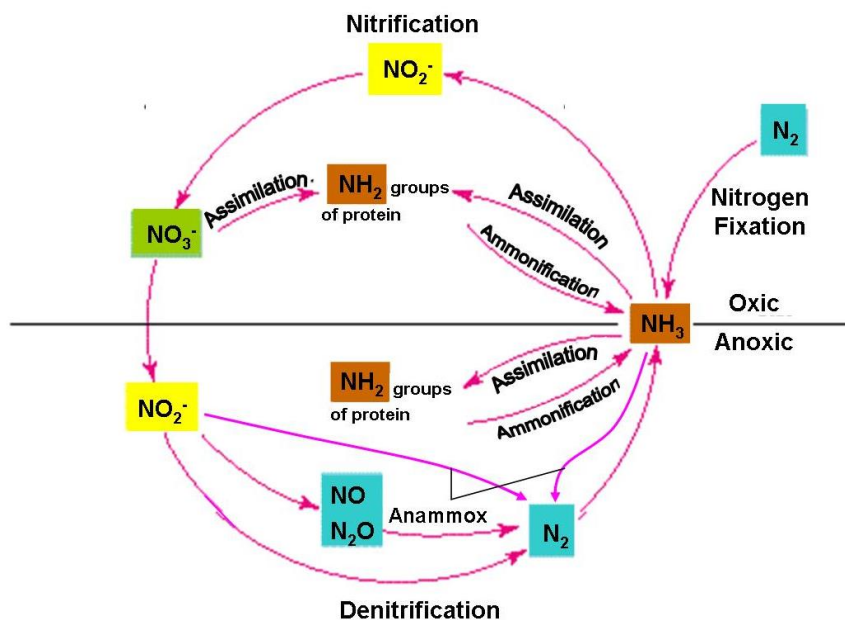 Nitrification
NO₂⁻
N₂
Nitrogen
Fixation
Assimilation
NH₂ groups
of protein
Assimilation
Ammonification
NO₃⁻
Oxic
NH₃
Anoxic
NH₂ groups
of protein
Assimilation
Ammonification
NO₂⁻
NO
N₂O
Anammox
N₂
Denitrification